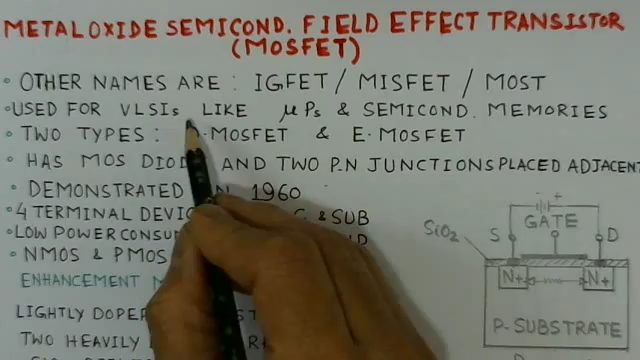 METALOXIDE SEMICOND. FIELD EFFECT TRANSISTOR
(MOSFET)
• OTHER NAMES ARE : IGFET / MISFET / MOST
• USED FOR VLSIs LIKE μPs & SEMICOND. MEMORIES
• TWO TYPES : -MOSFET & E-MOSFET
• HAS MOS AND TWO P.N JUNCTIONS PLACED ADJACENT
• DEMONSTRATED 1960
• 4 TERMINAL & SUB
• LOW POWER
• NMOS & PMOS
ENHANCEMENT
LIGHTLY
TWO HEAVILY
- +
GATE
SiO2 S D
N+ N+
P-SUBSTRATE